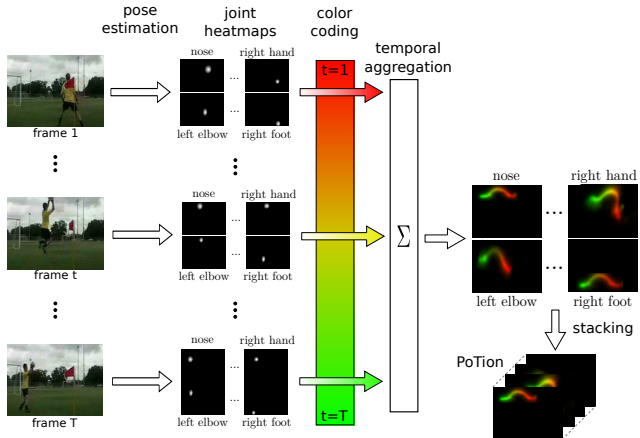 pose estimation
joint heatmaps
color coding
temporal aggregation
nose
right hand
...
...
left elbow
right foot
frame 1
t=1
nose
right hand
...
...
left elbow
right foot
frame t
Σ
nose
right hand
...
...
left elbow
right foot
nose
right hand
...
...
left elbow
right foot
frame T
t=T
stacking
PoTion